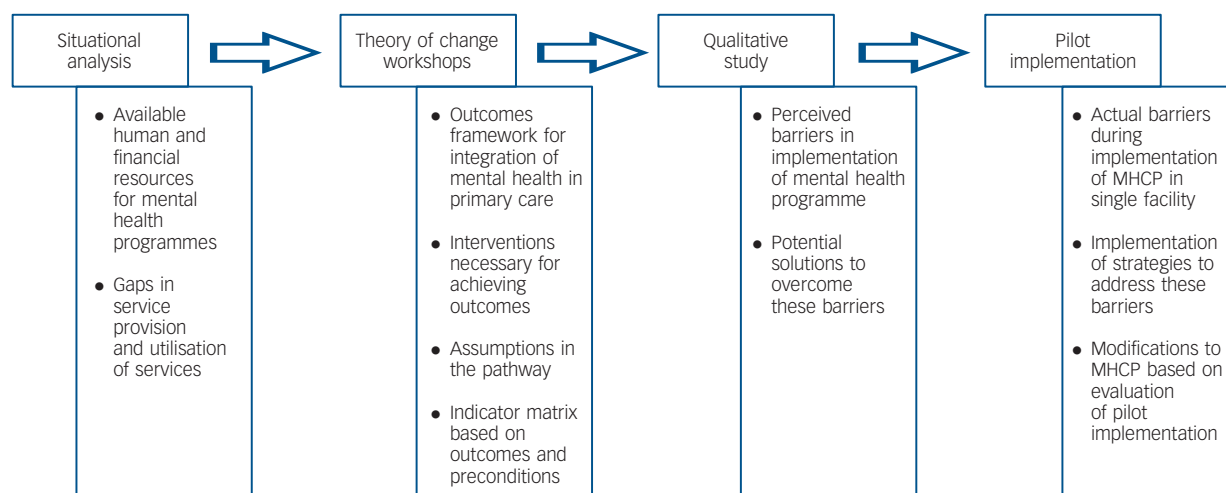 Situational
analysis
● Available
human and
financial
resources
for mental
health
programmes
● Gaps in
service
provision
and utilisation
of services
Theory of change
workshops
● Outcomes
framework for
integration of
mental health in
primary care
● Interventions
necessary for
achieving
outcomes
● Assumptions in
the pathway
● Indicator matrix
based on
outcomes and
preconditions
Qualitative
study
● Perceived
barriers in
implementation
of mental health
programme
● Potential
solutions to
overcome
these barriers
Pilot
implementation
● Actual barriers
during
implementation
of MHCP in
single facility
● Implementation
of strategies to
address these
barriers
● Modifications to
MHCP based on
evaluation
of pilot
implementation